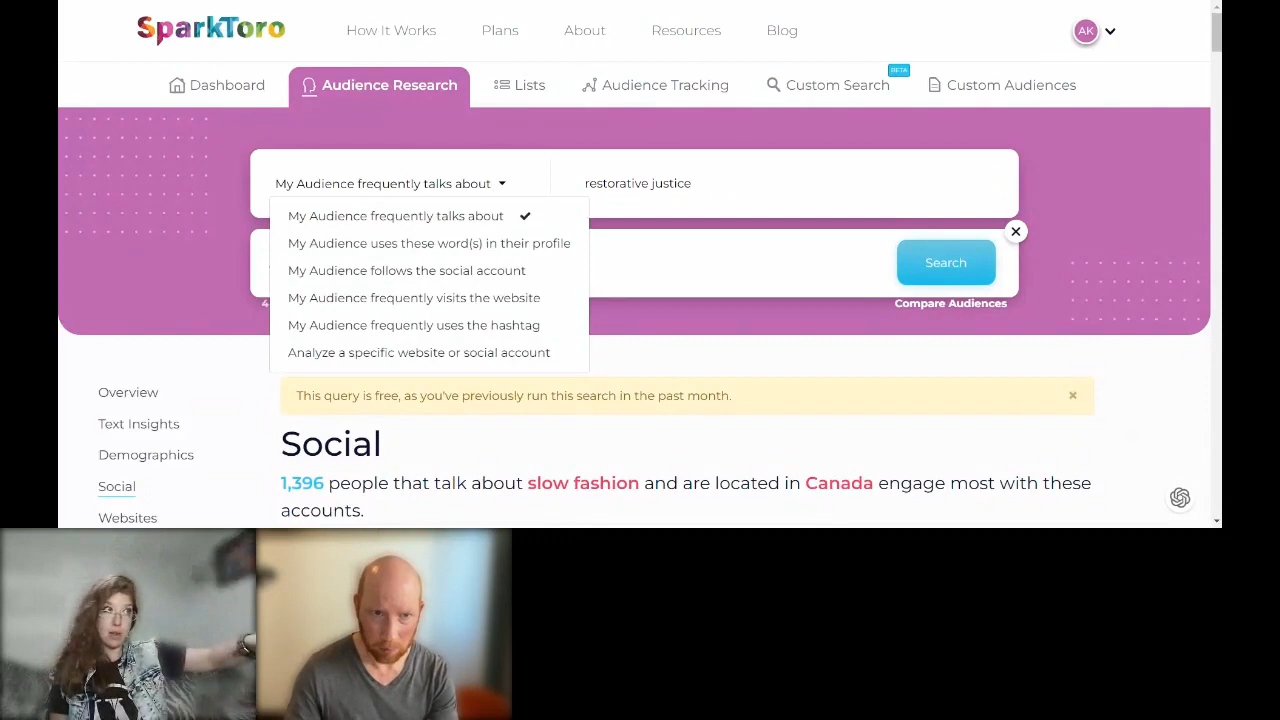 SparkToro
How It Works
Plans
About
Resources
Blog
AK
Dashboard
Audience Research
Lists
Audience Tracking
Custom Search
BETA
Custom Audiences
My Audience frequently talks about
restorative justice
My Audience frequently talks about
My Audience uses these word(s) in their profile
My Audience follows the social account
My Audience frequently visits the website
My Audience frequently uses the hashtag
Analyze a specific website or social account
Search
4
Compare Audiences
Overview
Text Insights
Demographics
Social
Websites
This query is free, as you've previously run this search in the past month.
Social
1,396 people that talk about slow fashion and are located in Canada engage most with these
accounts.